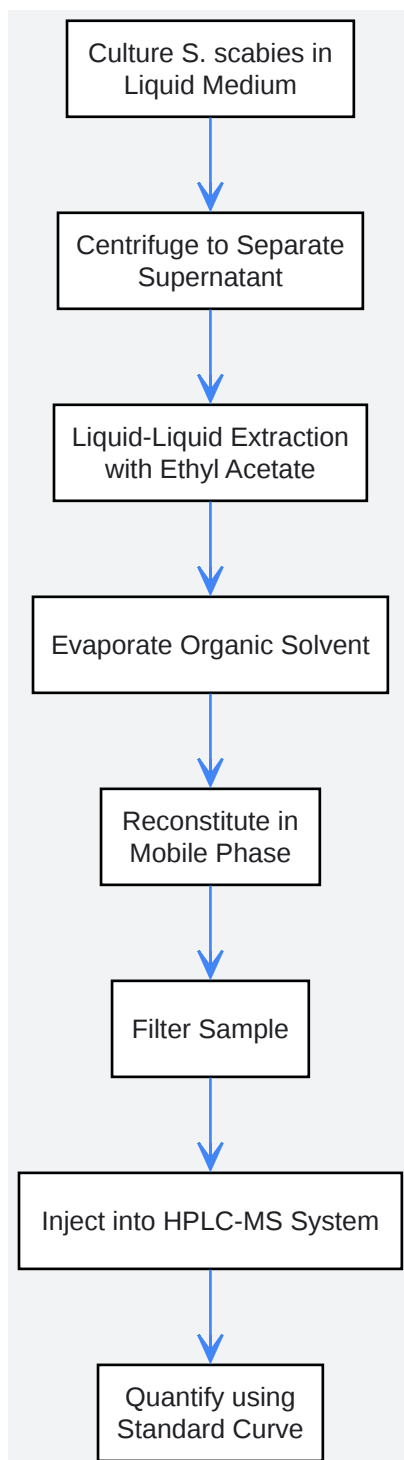 Culture S. scabies in
Liquid Medium
Centrifuge to Separate
Supernatant
Liquid-Liquid Extraction
with Ethyl Acetate
Evaporate Organic Solvent
Reconstitute in
Mobile Phase
Filter Sample
Inject into HPLC-MS System
Quantify using
Standard Curve